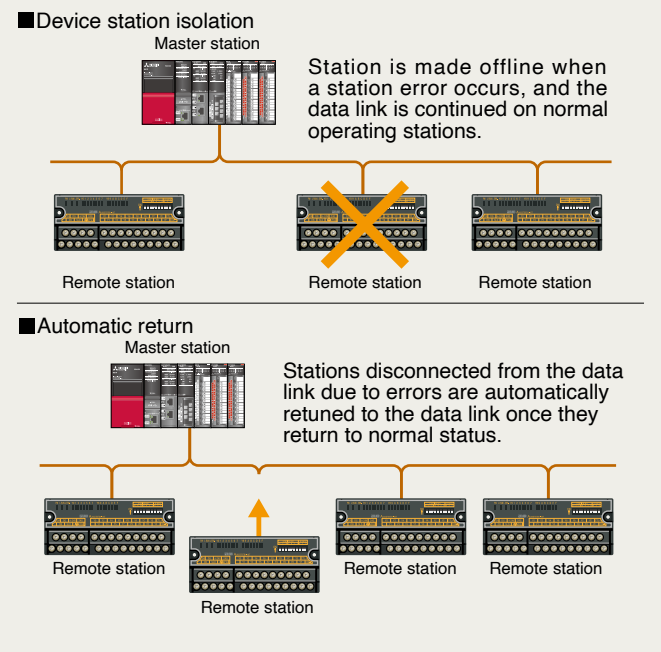 ■Device station isolation
Master station
Station is made offline when
a station error occurs, and the
data link is continued on normal
operating stations.
Remote station
Remote station
Remote station
■Automatic return
Master station
Stations disconnected from the data
link due to errors are automatically
retuned to the data link once they
return to normal status.
Remote station
Remote station
Remote station
Remote station